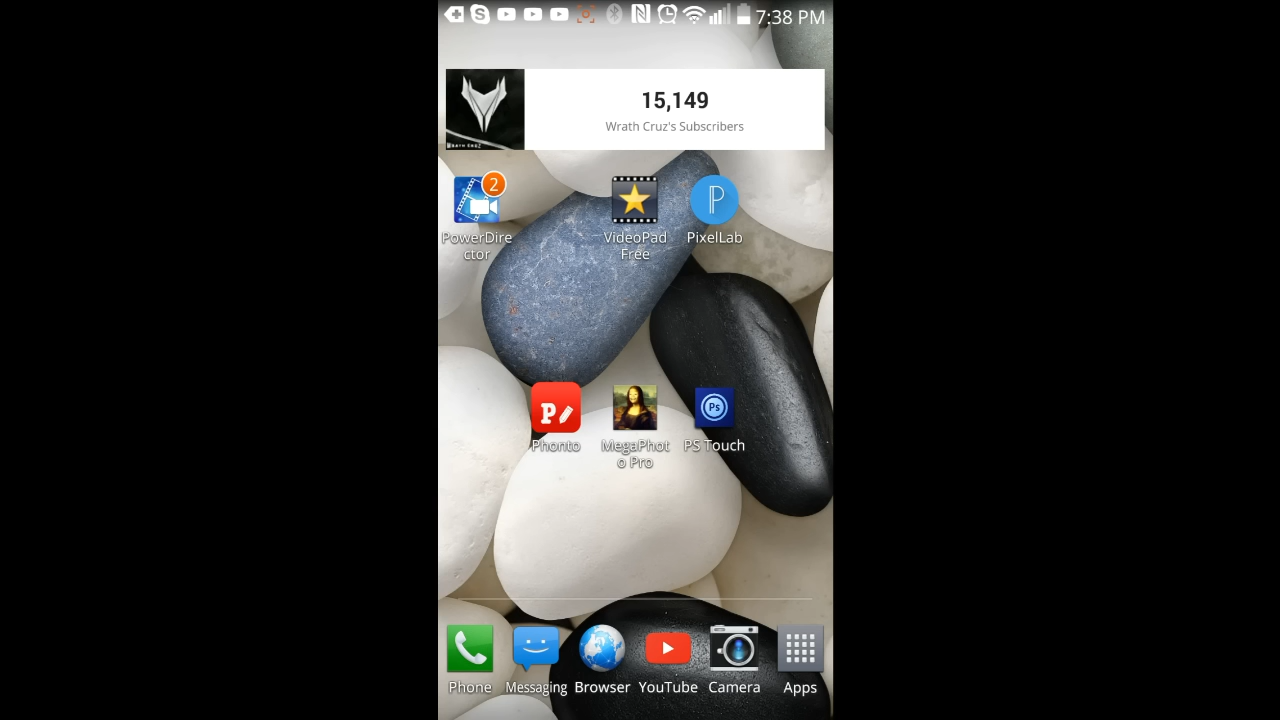 7:38 PM
15,149
Wrath Cruz's Subscribers
2
PowerDire
ctor
VideoPad
Free
PixelLab
Phonto
MegaPhot
o Pro
PS Touch
Phone
Messaging
Browser
YouTube
Camera
Apps